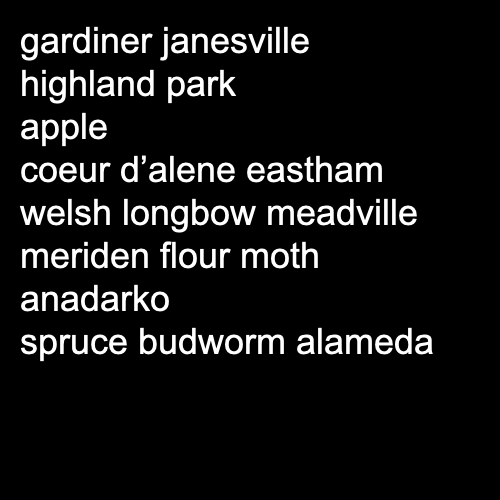 gardiner janesville
highland park
apple
coeur d’alene eastham
welsh longbow meadville
meriden flour moth
anadarko
spruce budworm alameda